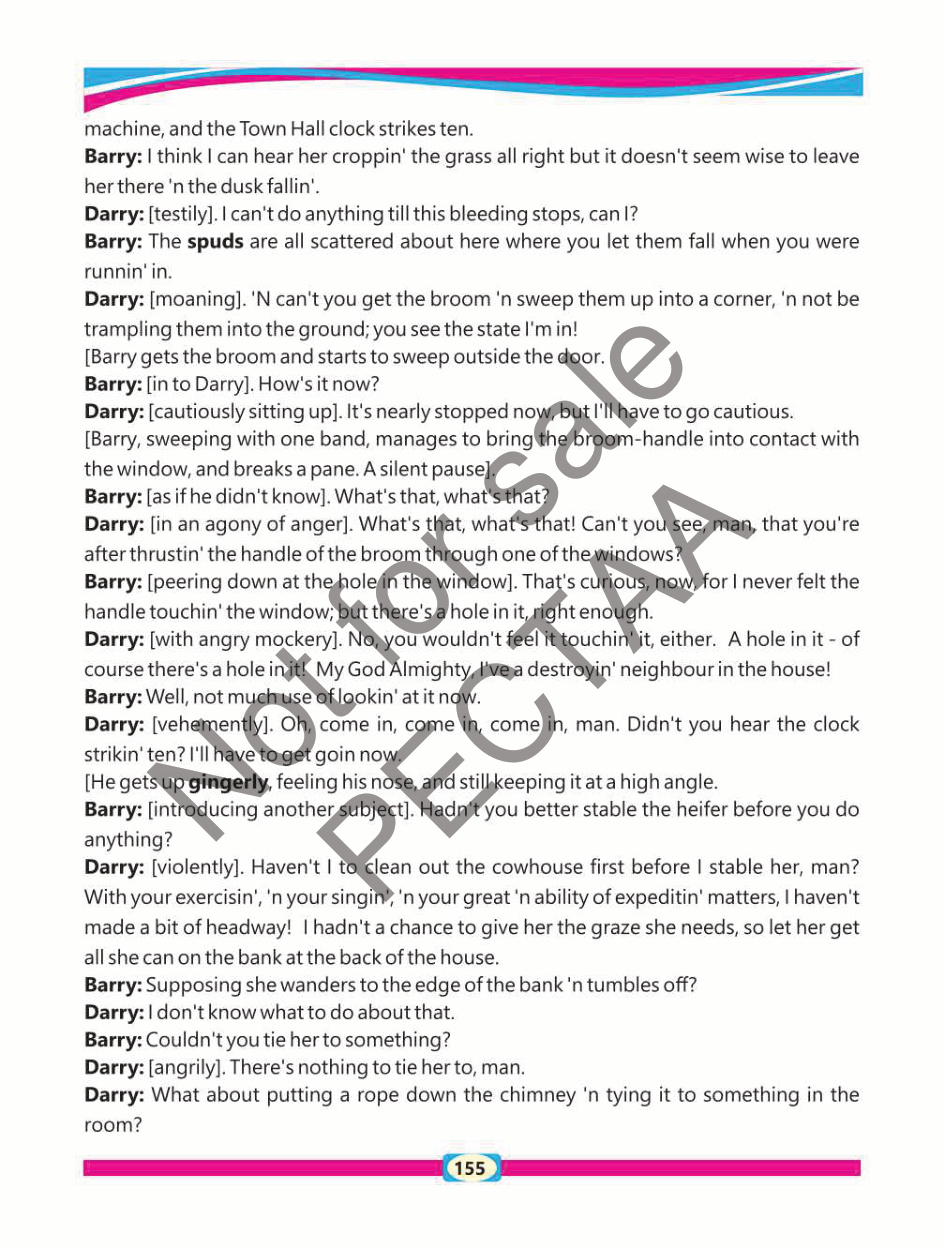 machine, and the Town Hall clock strikes ten.
Barry: I think I can hear her croppin' the grass all right but it doesn't seem wise to leave
her there 'n the dusk fallin'.
Darry: [testily]. I can't do anything till this bleeding stops, can I?
Barry: The spuds are all scattered about here where you let them fall when you were
runnin' in.
Darry: [moaning]. 'N can't you get the broom 'n sweep them up into a corner, 'n not be
trampling them into the ground; you see the state I'm in!
[Barry gets the broom and starts to sweep outside the door.
Barry: [in to Darry]. How's it now?
Darry: [cautiously sitting up]. It's nearly stopped now, but I'll have to go cautious.
[Barry, sweeping with one band, manages to bring the broom-handle into contact with
the window, and breaks a pane. A silent pause].
Barry: [as if he didn't know]. What's that, what's that?
Darry: [in an agony of anger]. What's that, what's that! Can't you see, man, that you're
after thrustin' the handle of the broom through one of the windows?
Barry: [peering down at the hole in the window]. That's curious, now, for I never felt the
handle touchin' the window; but there's a hole in it, right enough.
Darry: [with angry mockery]. No, you wouldn't feel it touchin' it, either. A hole in it - of
course there's a hole in it! My God Almighty, I've a destroyin' neighbour in the house!
Barry: Well, not much use of lookin' at it now.
Darry: [vehemently]. Oh, come in, come in, come in, man. Didn't you hear the clock
strikin' ten? I'll have to get goin now.
[He gets up gingerly, feeling his nose, and still keeping it at a high angle.
Barry: [introducing another subject]. Hadn't you better stable the heifer before you do
anything?
Darry: [violently]. Haven't I to clean out the cowhouse first before I stable her, man?
With your exercisin', 'n your singin', 'n your great 'n ability of expeditin' matters, I haven't
made a bit of headway! I hadn't a chance to give her the graze she needs, so let her get
all she can on the bank at the back of the house.
Barry: Supposing she wanders to the edge of the bank 'n tumbles off?
Darry: I don't know what to do about that.
Barry: Couldn't you tie her to something?
Darry: [angrily]. There's nothing to tie her to, man.
Darry: What about putting a rope down the chimney 'n tying it to something in the
room?
155
Not for sale
PECTAA